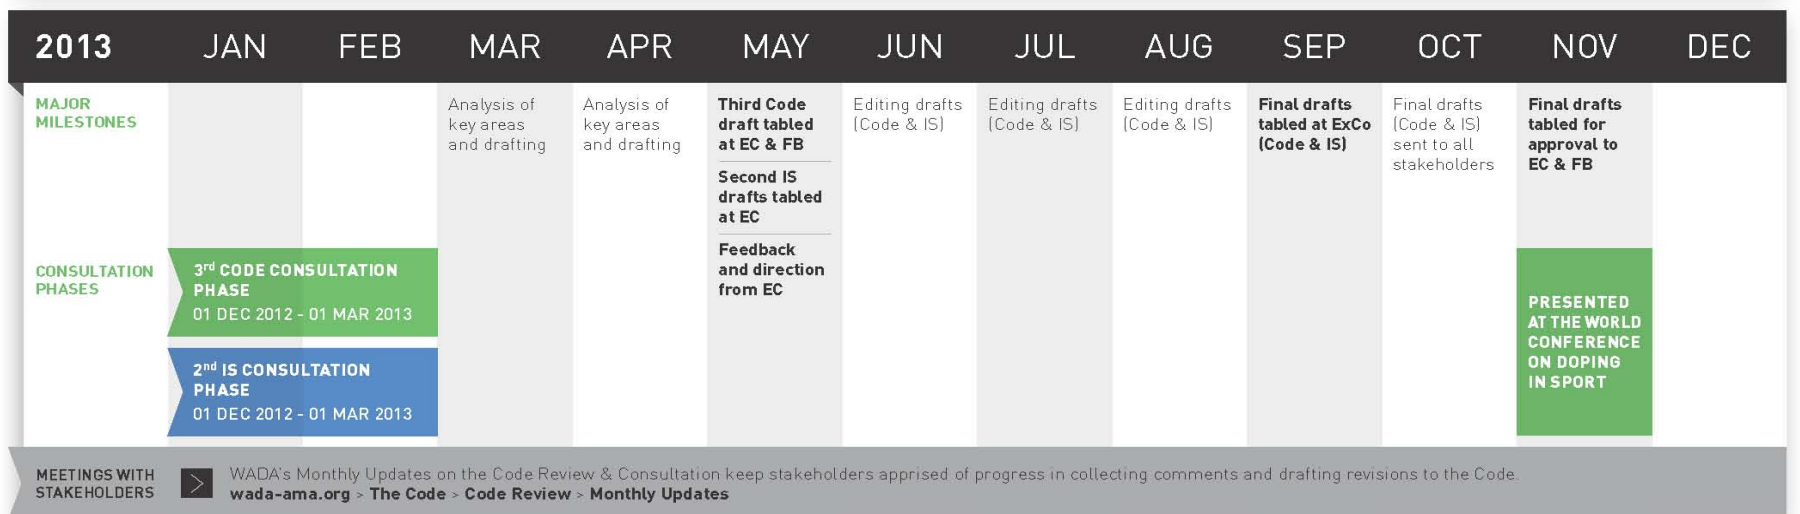 2013 JAN FEB MAR APR MAY JUN JUL AUG SEP OCT NOV DEC
MAJOR
MILESTONES
Analysis of
key areas
and drafting
Analysis of
key areas
and drafting
Third Code
draft tabled
at EC & FB
Second IS
drafts tabled
at EC
Feedback
and direction
from EC
Editing drafts
(Code & IS)
Editing drafts
(Code & IS)
Editing drafts
(Code & IS)
Final drafts
tabled at ExCo
(Code & IS)
Final drafts
(Code & IS)
sent to all
stakeholders
Final drafts
tabled for
approval to
EC & FB
CONSULTATION
PHASES
3rd CODE CONSULTATION
PHASE
01 DEC 2012 - 01 MAR 2013
2nd IS CONSULTATION
PHASE
01 DEC 2012 - 01 MAR 2013
PRESENTED
AT THE WORLD
CONFERENCE
ON DOPING
IN SPORT
MEETINGS WITH
STAKEHOLDERS
> WADA's Monthly Updates on the Code Review & Consultation keep stakeholders apprised of progress in collecting comments and drafting revisions to the Code.
wada-ama.org > The Code > Code Review > Monthly Updates